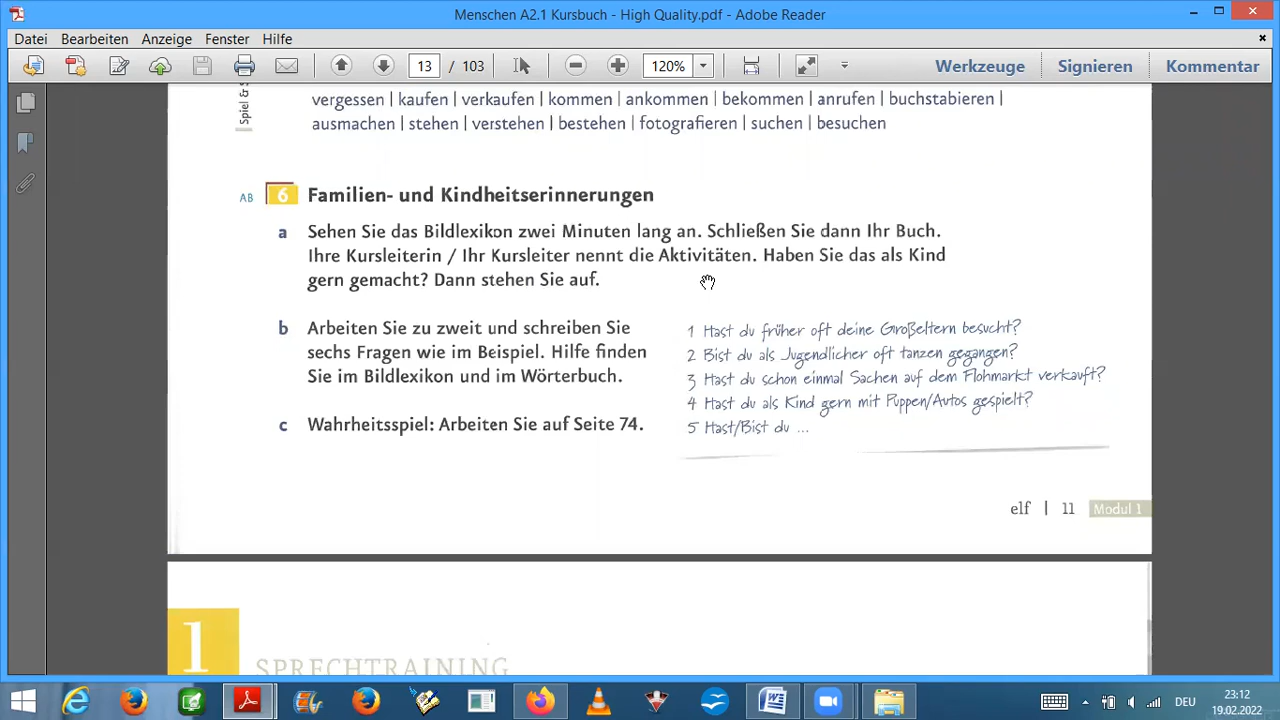 Menschen A2.1 Kursbuch - High Quality.pdf - Adobe Reader
Datei Bearbeiten Anzeige Fenster Hilfe
13 / 103 120% Werkzeuge Signieren Kommentar
Spiel &
vergessen | kaufen | verkaufen | kommen | ankommen | bekommen | anrufen | buchstabieren |
ausmachen | stehen | verstehen | bestehen | fotografieren | suchen | besuchen
AB 6 Familien- und Kindheitserinnerungen
a Sehen Sie das Bildlexikon zwei Minuten lang an. Schließen Sie dann Ihr Buch.
Ihre Kursleiterin / Ihr Kursleiter nennt die Aktivitäten. Haben Sie das als Kind
gern gemacht? Dann stehen Sie auf.
b Arbeiten Sie zu zweit und schreiben Sie
sechs Fragen wie im Beispiel. Hilfe finden
Sie im Bildlexikon und im Wörterbuch.
c Wahrheitsspiel: Arbeiten Sie auf Seite 74.
1 Hast du früher oft deine Großeltern besucht?
2 Bist du als Jugendlicher oft tanzen gegangen?
3 Hast du schon einmal Sachen auf dem Flohmarkt verkauft?
4 Hast du als Kind gern mit Puppen/Autos gespielt?
5 Hast/Bist du ...
elf | 11 Modul 1
1
SPRECHTRAINING
DEU
23:12
19.02.2022